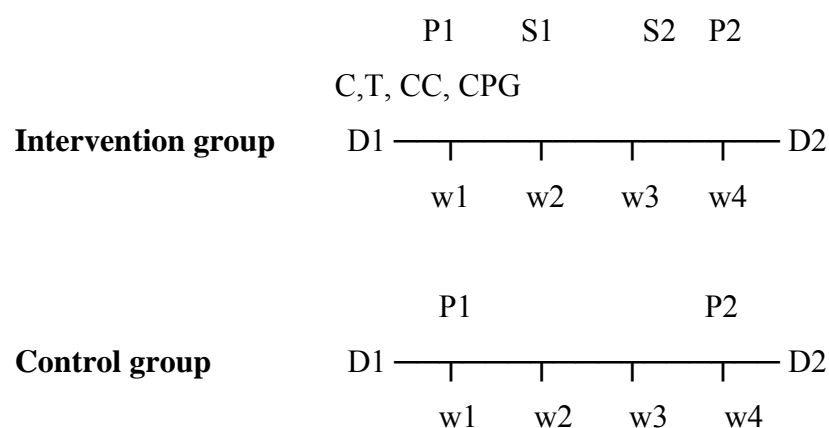 P1 S1 S2 P2
C,T, CC, CPG
Intervention group D1 D2
w1 w2 w3 w4
P1 P2
Control group D1 D2
w1 w2 w3 w4